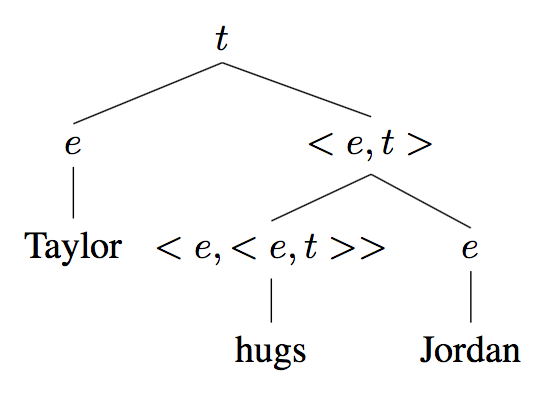 t
e < e, t >
Taylor < e, < e, t >> e
hugs Jordan